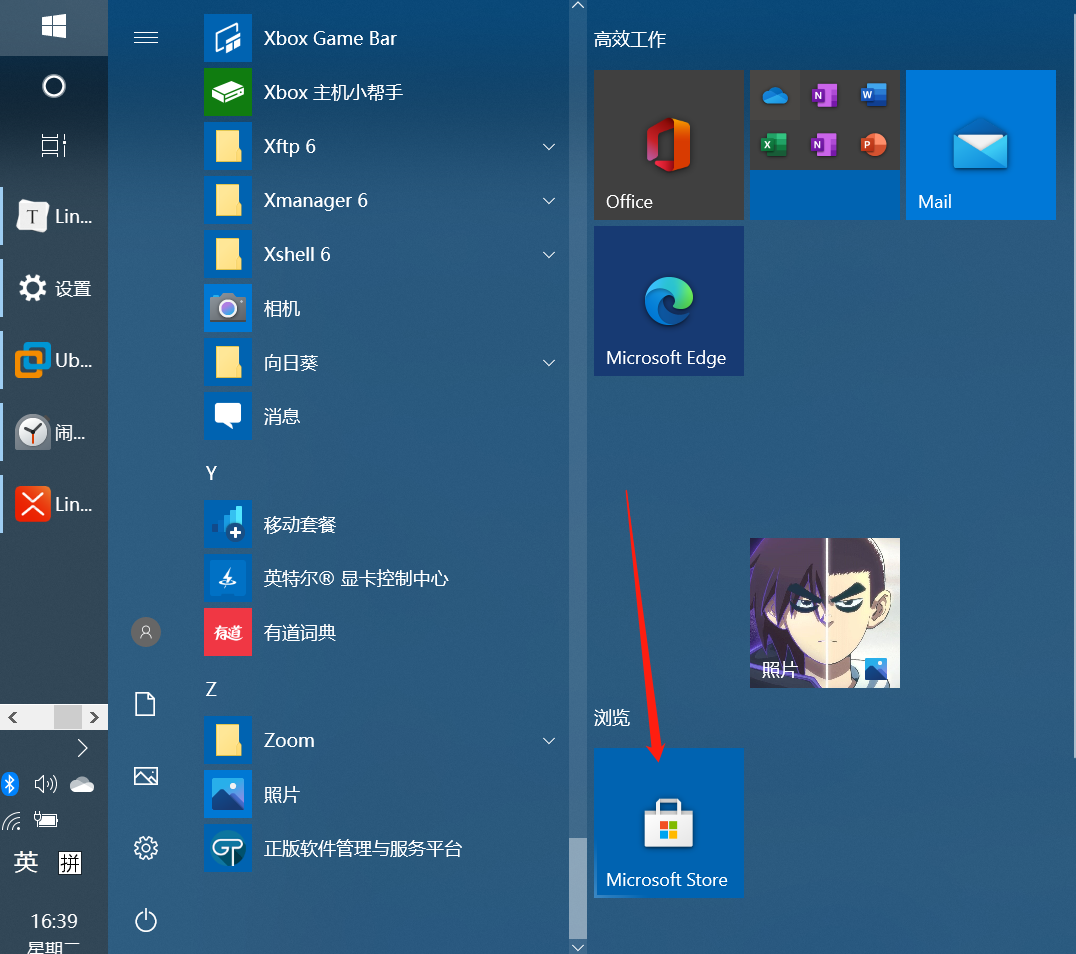 Lin...
设置
Ub...
闹...
Lin...
英
拼
16:39
星期二
Xbox Game Bar
Xbox 主机小帮手
Xftp 6
Xmanager 6
Xshell 6
相机
向日葵
消息
Y
移动套餐
英特尔® 显卡控制中心
有道
有道词典
Z
Zoom
照片
正版软件管理与服务平台
高效工作
Office
Mail
Microsoft Edge
照片
浏览
Microsoft Store